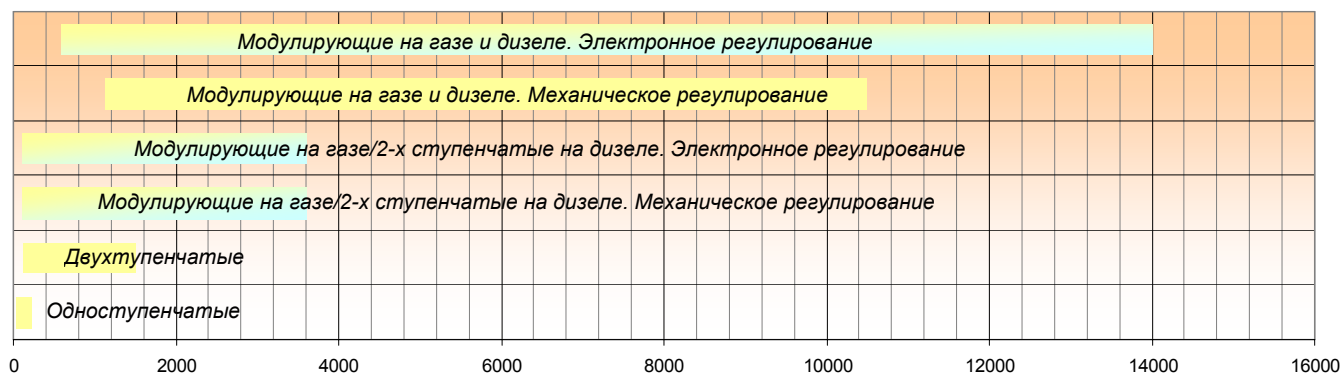 Модулирующие на газе и дизеле. Электронное регулирование
Модулирующие на газе и дизеле. Механическое регулирование
Модулирующие на газе/2-х ступенчатые на дизеле. Электронное регулирование
Модулирующие на газе/2-х ступенчатые на дизеле. Механическое регулирование
Двухтупенчатые
Одноступенчатые
0 2000 4000 6000 8000 10000 12000 14000 16000